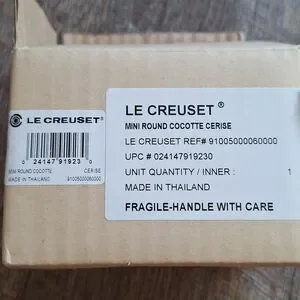 LE CREUSET®
0 24147 91923 0
MINI ROUND COCOTTE CERISE
MADE IN THAILAND 91005000060000
LE CREUSET®
MINI ROUND COCOTTE CERISE
LE CREUSET REF# 91005000060000
UPC # 024147919230
UNIT QUANTITY / INNER : 1
MADE IN THAILAND
FRAGILE-HANDLE WITH CARE